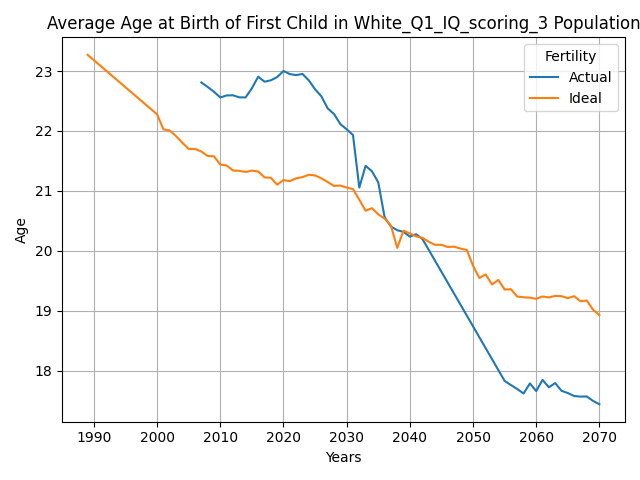 Average Age at Birth of First Child in White_Q1_IQ_scoring_3 Population
Fertility
Actual
Ideal
Age
23
22
21
20
19
18
1990 2000 2010 2020 2030 2040 2050 2060 2070
Years